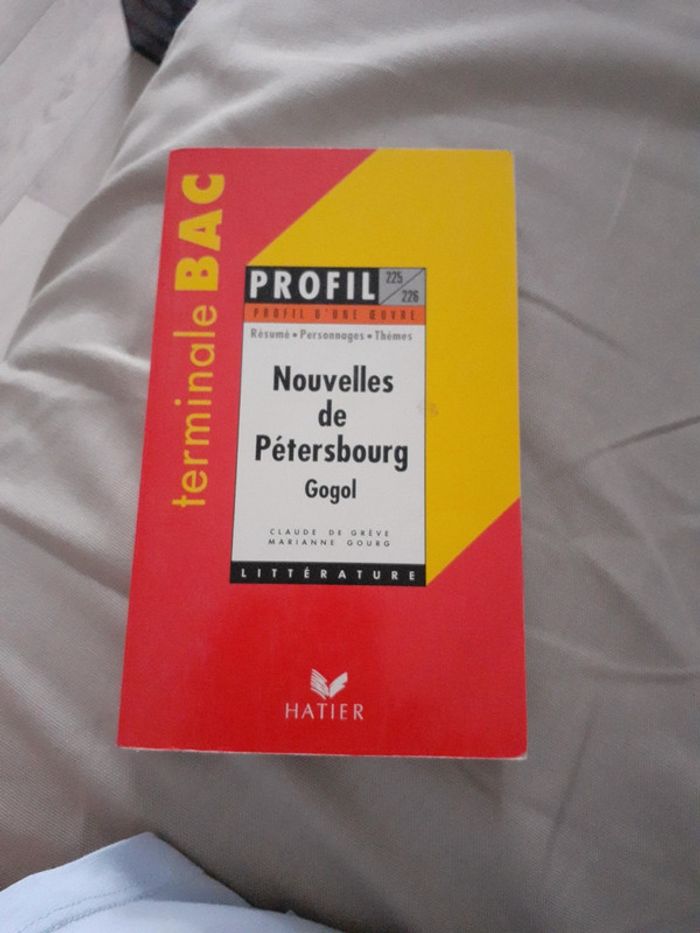 terminale BAC
PROFIL 225/226
PROFIL D'UNE ŒUVRE
Résumé • Personnages • Thèmes
Nouvelles
de
Pétersbourg
Gogol
CLAUDE DE GRÈVE
MARIANNE GOURG
LITTÉRATURE
HATIER